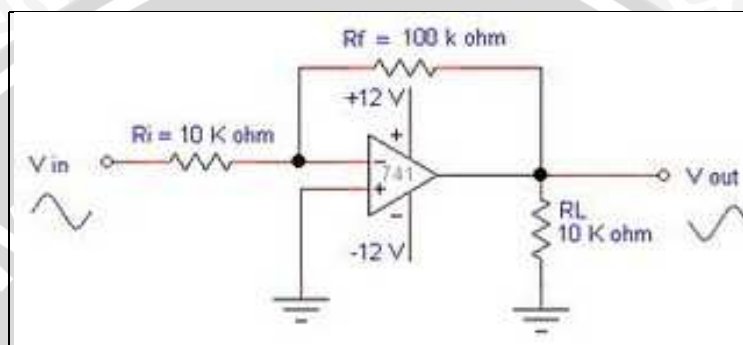 Rf = 100 k ohm
+12 V
Ri = 10 K ohm
+
V in
-
741
+
V out
-
RL
10 K ohm
-12 V